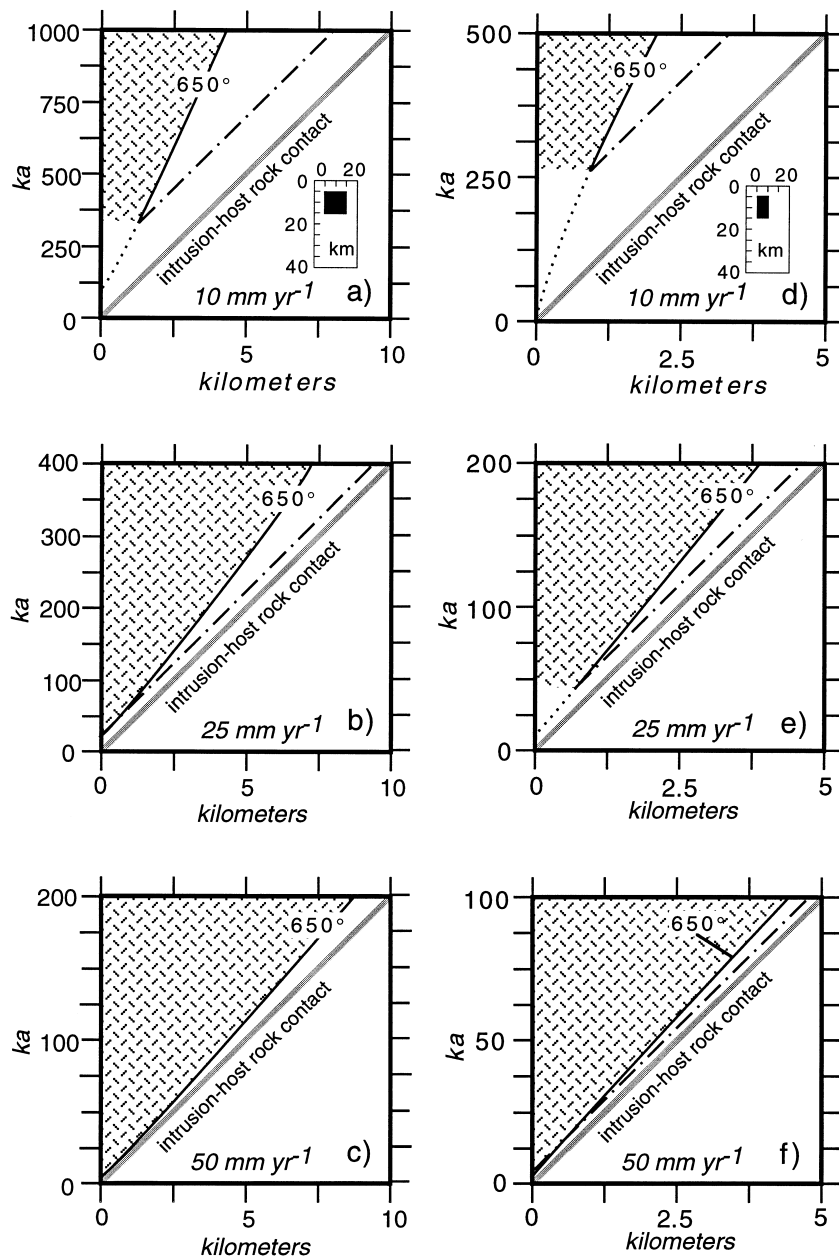 1000
750
500
250
0
ka
650°
intrusion-host rock contact
0 20
0
20
40
km
10 mm yr-1
a)
0 5 10
kilometers
500
250
0
ka
650°
intrusion-host rock contact
0 20
0
20
40
km
10 mm yr-1
d)
0 2.5 5
kilometers
400
300
200
100
0
ka
650°
intrusion-host rock contact
25 mm yr-1
b)
0 5 10
kilometers
200
100
0
ka
650°
intrusion-host rock contact
25 mm yr-1
e)
0 2.5 5
kilometers
200
100
0
ka
650°
intrusion-host rock contact
50 mm yr-1
c)
0 5 10
kilometers
100
50
0
ka
650°
intrusion-host rock contact
50 mm yr-1
f)
0 2.5 5
kilometers